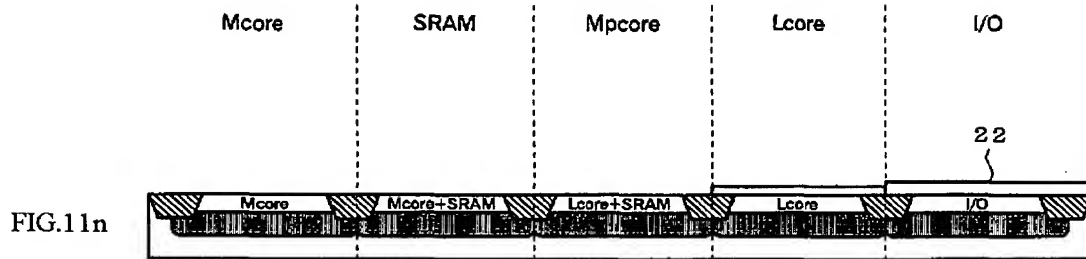 Mcore SRAM Mpcore Lcore I/O
22
Mcore Mcore+SRAM Lcore+SRAM Lcore I/O
FIG.11n